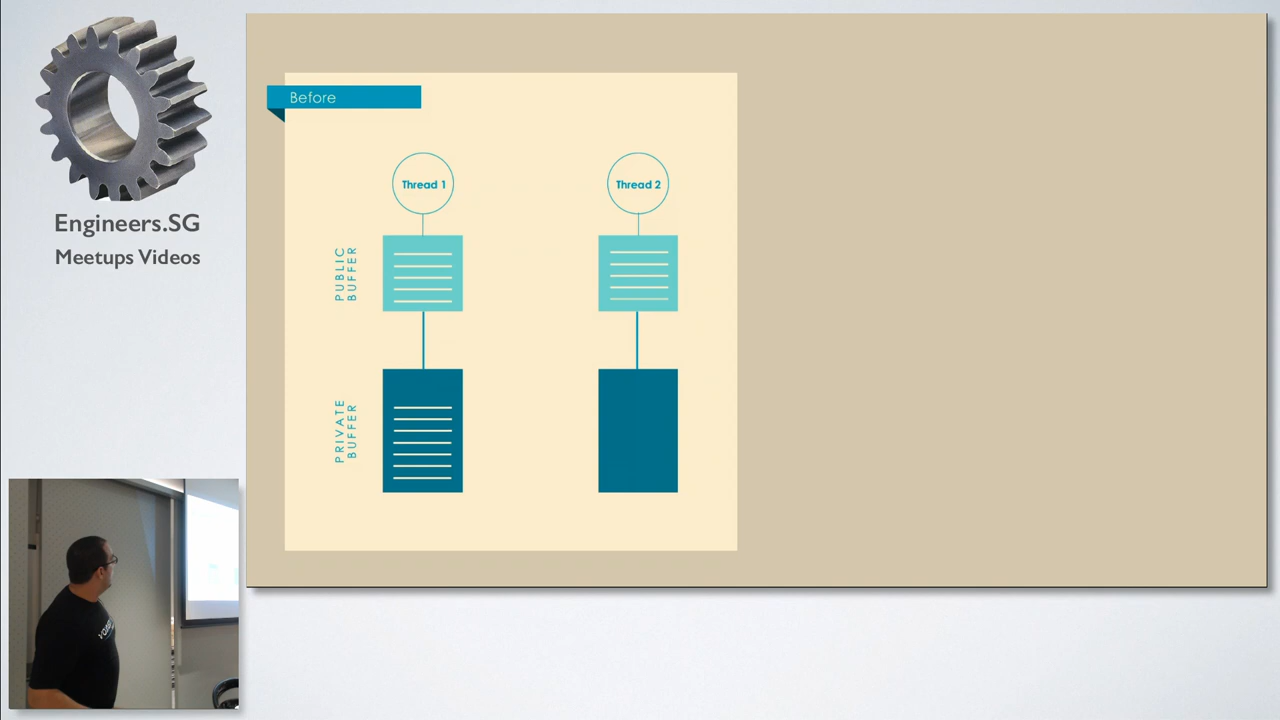 Engineers.SG
Meetups Videos
Before
Thread 1
Thread 2
PUBLIC
BUFFER
PRIVATE
BUFFER